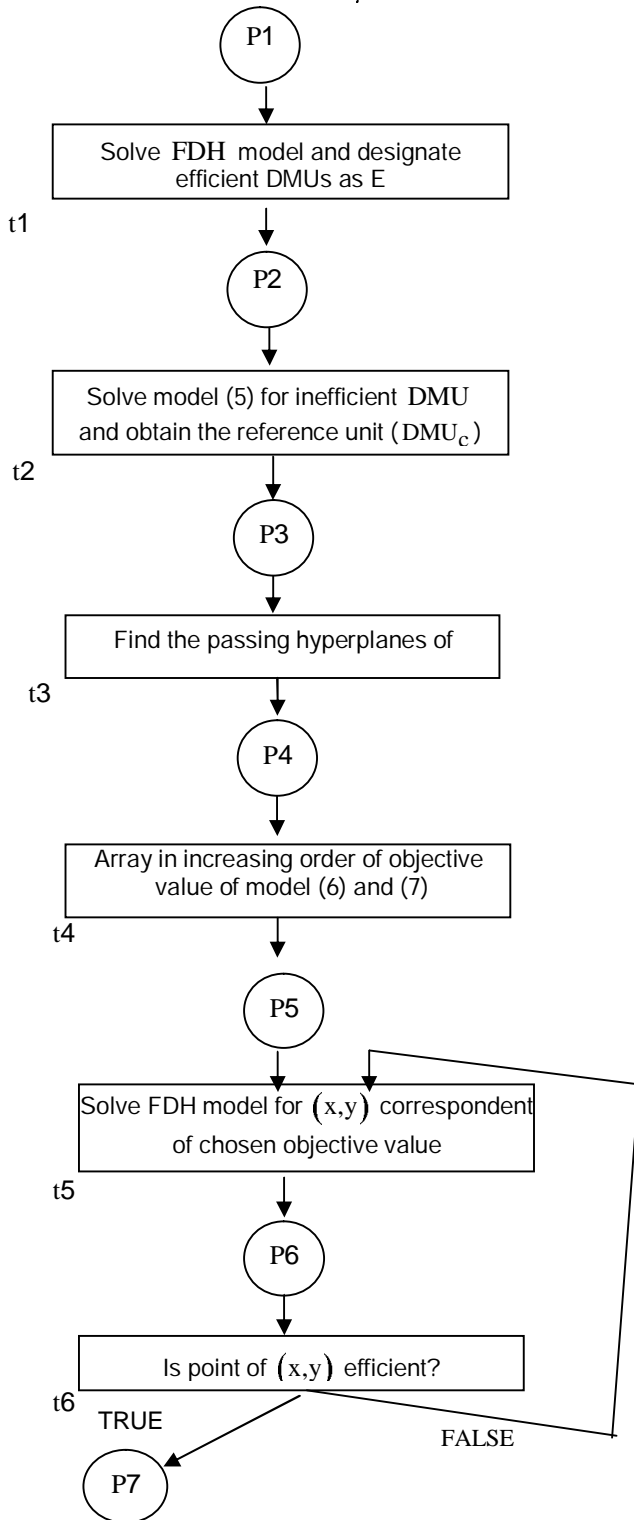 P1
Solve FDH model and designate
efficient DMUs as E
t1
P2
Solve model (5) for inefficient DMU
and obtain the reference unit (DMUc)
t2
P3
Find the passing hyperplanes of
t3
P4
Array in increasing order of objective
value of model (6) and (7)
t4
P5
Solve FDH model for (x,y) correspondent
of chosen objective value
t5
P6
Is point of (x,y) efficient?
t6
TRUE
FALSE
P7